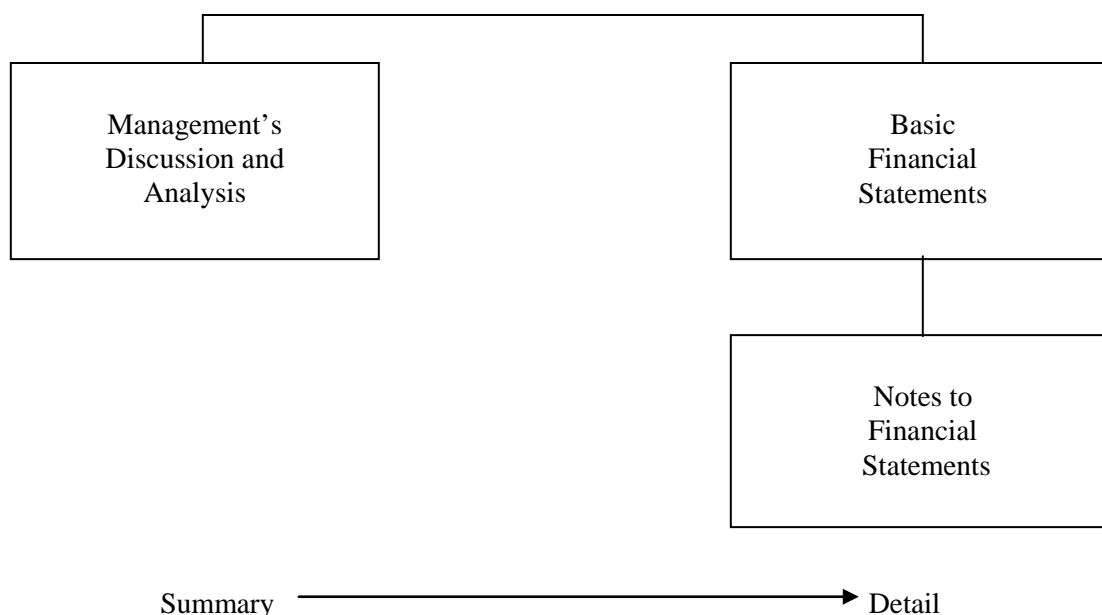 Management’s
Discussion and
Analysis
Basic
Financial
Statements
Notes to
Financial
Statements
Summary
Detail